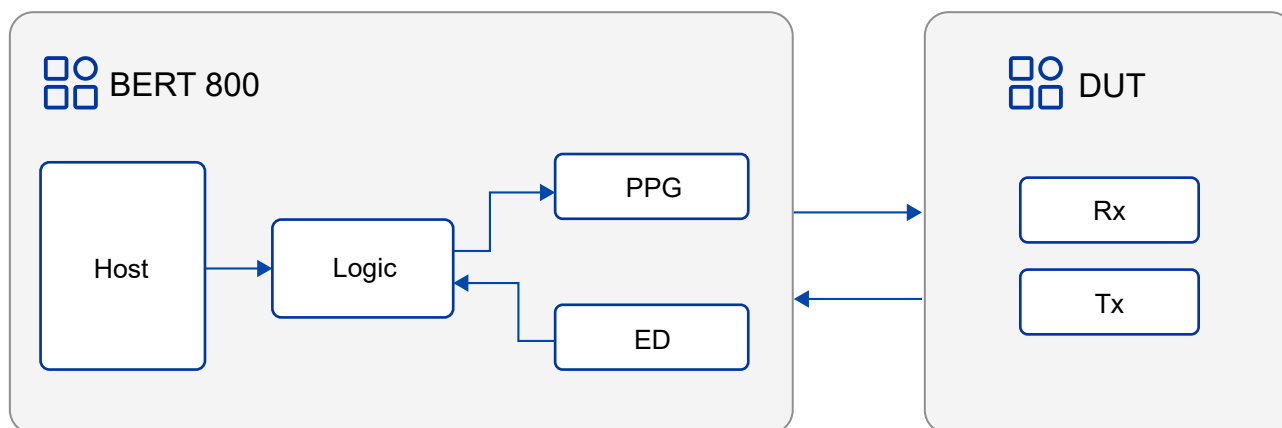 BERT 800
DUT
Host
Logic
PPG
ED
Rx
Tx